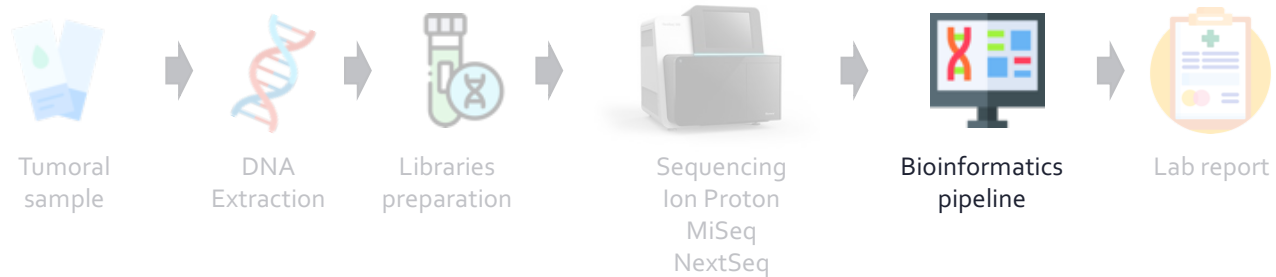 Tumoral
sample
DNA
Extraction
Libraries
preparation
Sequencing
Ion Proton
MiSeq
NextSeq
Bioinformatics
pipeline
Lab report